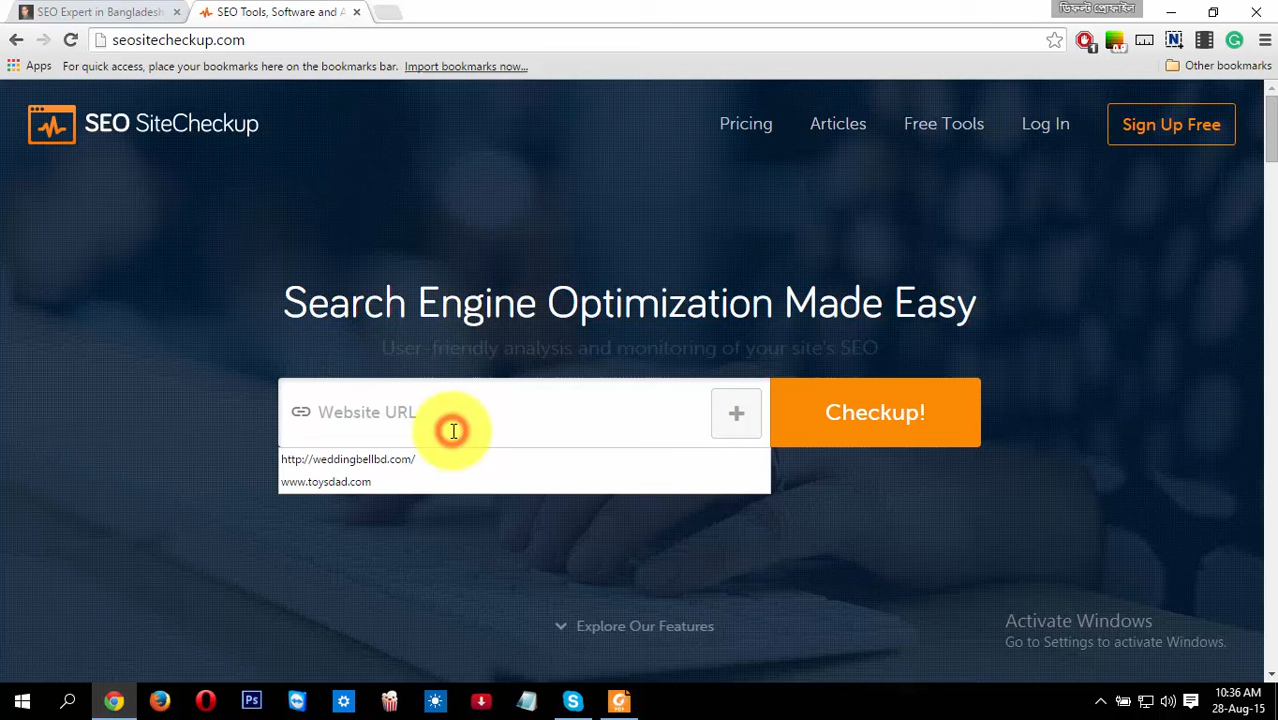 SEO Expert in Bangladesh
SEO Tools, Software and A
ডিফল্ট প্রোফাইল
seositecheckup.com
Apps
For quick access, place your bookmarks here on the bookmarks bar. Import bookmarks now...
Other bookmarks
SEO SiteCheckup
Pricing
Articles
Free Tools
Log In
Sign Up Free
Search Engine Optimization Made Easy
User-friendly analysis and monitoring of your site's SEO
Website URL
+
Checkup!
http://weddingbellbd.com/
www.toysdad.com
Explore Our Features
Activate Windows
Go to Settings to activate Windows.
10:36 AM
28-Aug-15